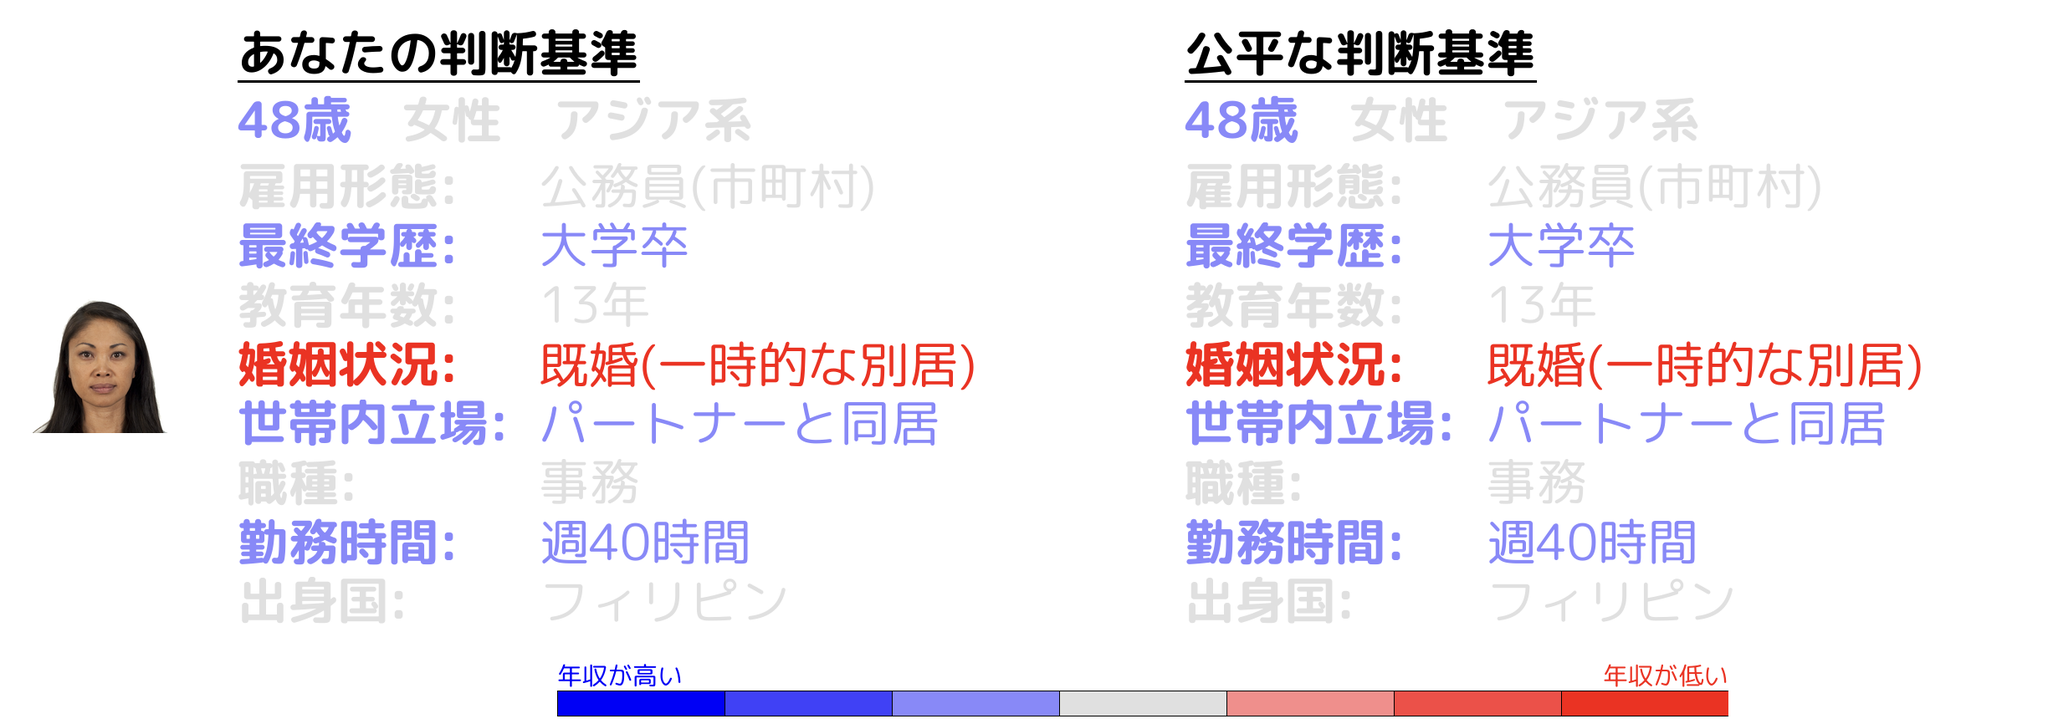 あなたの判断基準
48歳 女性 アジア系
雇用形態: 公務員(市町村)
最終学歴: 大学卒
教育年数: 13年
婚姻状況: 既婚(一時的な別居)
世帯内立場: パートナーと同居
職種: 事務
勤務時間: 週40時間
出身国: フィリピン
公平な判断基準
48歳 女性 アジア系
雇用形態: 公務員(市町村)
最終学歴: 大学卒
教育年数: 13年
婚姻状況: 既婚(一時的な別居)
世帯内立場: パートナーと同居
職種: 事務
勤務時間: 週40時間
出身国: フィリピン
年収が高い
年収が低い